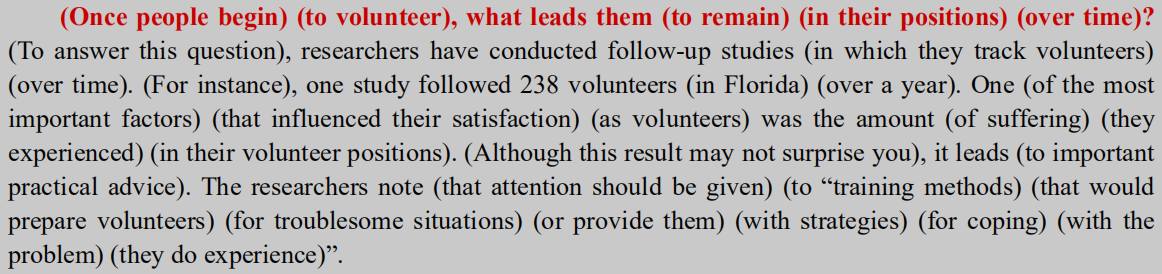 (Once people begin) (to volunteer), what leads them (to remain) (in their positions) (over time)?
(To answer this question), researchers have conducted follow-up studies (in which they track volunteers)
(over time). (For instance), one study followed 238 volunteers (in Florida) (over a year). One (of the most
important factors) (that influenced their satisfaction) (as volunteers) was the amount (of suffering) (they
experienced) (in their volunteer positions). (Although this result may not surprise you), it leads (to important
practical advice). The researchers note (that attention should be given) (to “training methods) (that would
prepare volunteers) (for troublesome situations) (or provide them) (with strategies) (for coping) (with the
problem) (they do experience)”.